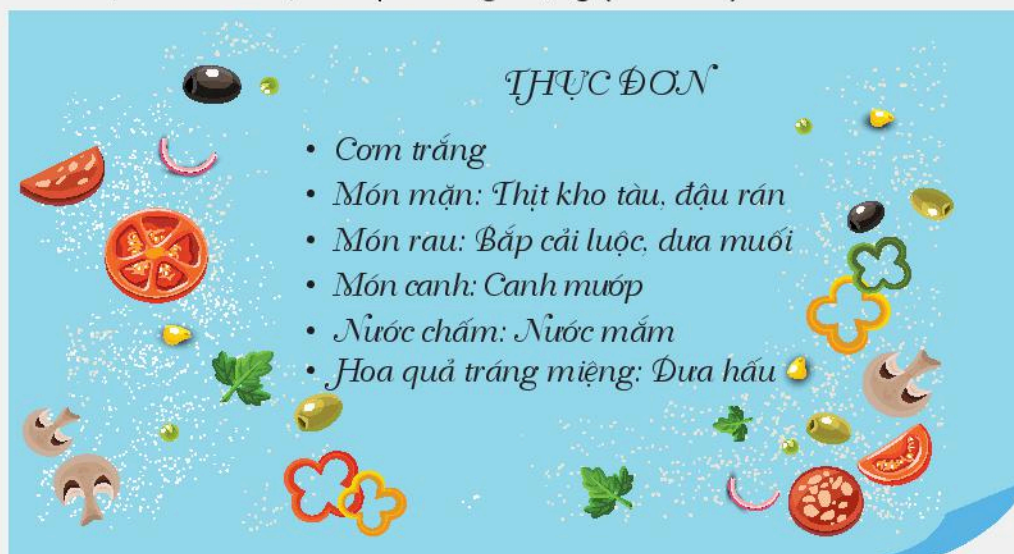 THỰC ĐƠN
• Cơm trắng
• Món mặn: Thịt kho tàu, đậu rán
• Món rau: Bắp cải luộc, dưa muối
• Món canh: Canh mướp
• Nước chấm: Nước mắm
• Hoa quả tráng miệng: Dưa hấu